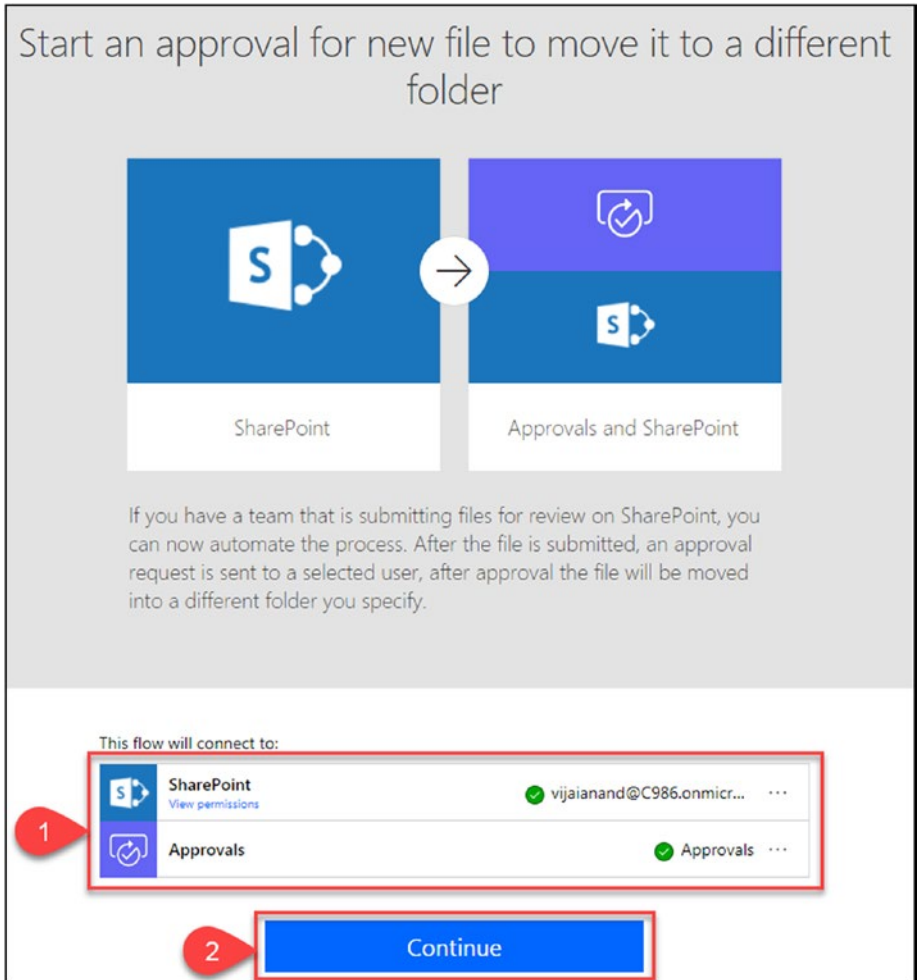 Start an approval for new file to move it to a different
folder
S
S
SharePoint
Approvals and SharePoint
If you have a team that is submitting files for review on SharePoint, you
can now automate the process. After the file is submitted, an approval
request is sent to a selected user, after approval the file will be moved
into a different folder you specify.
This flow will connect to:
S
SharePoint
View permissions
vijaianand@C986.onmicr... ...
1
Approvals
Approvals ...
2
Continue